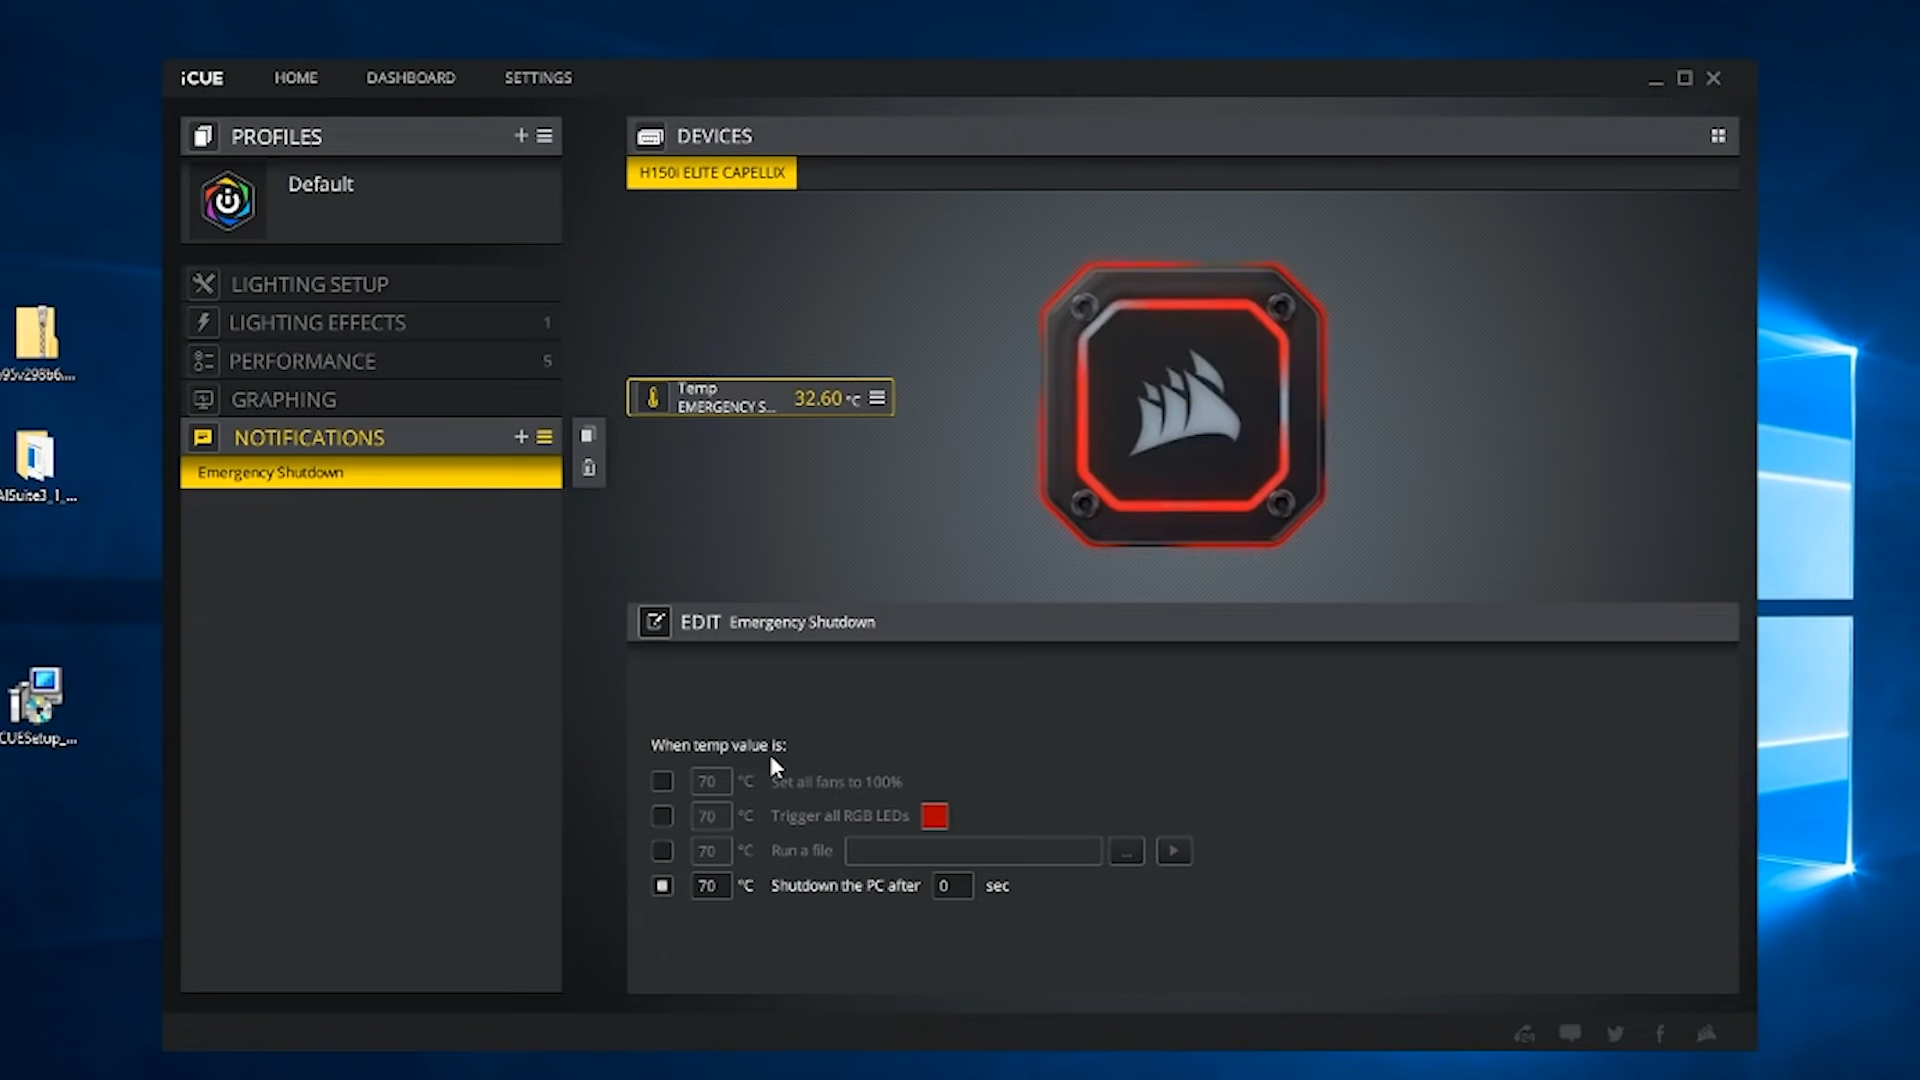 iCUE HOME DASHBOARD SETTINGS
PROFILES
Default
LIGHTING SETUP
LIGHTING EFFECTS 1
PERFORMANCE 5
GRAPHING
NOTIFICATIONS
Emergency Shutdown
DEVICES
H150i ELITE CAPELLIX
Temp
EMERGENCY S... 32.60 °C
EDIT Emergency Shutdown
When temp value is:
70 °C Set all fans to 100%
70 °C Trigger all RGB LEDs
70 °C Run a file ...
70 °C Shutdown the PC after 0 sec
AISuite3_1_...
CUESetup_...